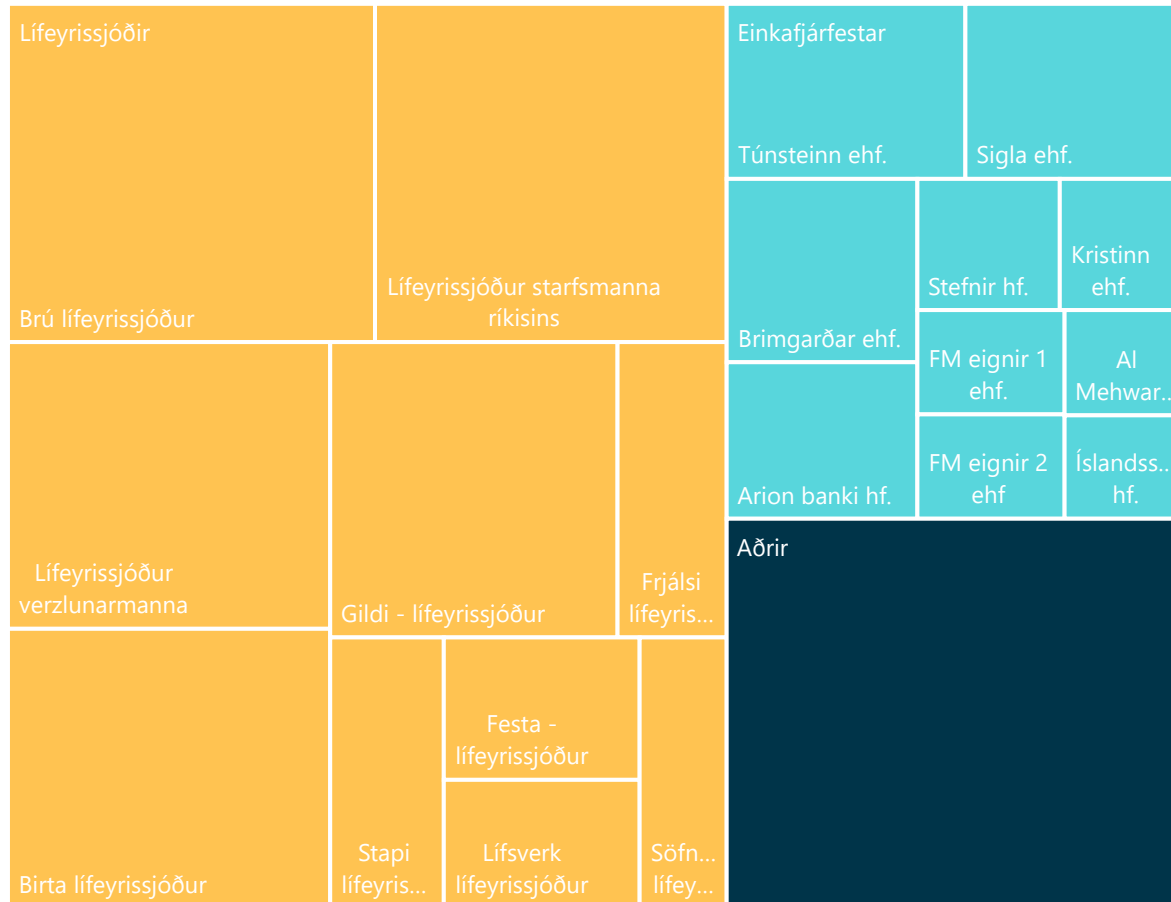 Lífeyrissjóðir
Brú lífeyrissjóður
Lífeyrissjóður starfsmanna
ríkisins
Lífeyrissjóður
verzlunarmanna
Gildi - lífeyrissjóður
Frjálsi
lífeyris...
Birta lífeyrissjóður
Stapi
lífeyris...
Festa -
lífeyrissjóður
Lífsverk
lífeyrissjóður
Söfn...
lífey...
Einkafjárfestar
Túnsteinn ehf.
Sigla ehf.
Brimgarðar ehf.
Stefnir hf.
Kristinn
ehf.
Arion banki hf.
FM eignir 1
ehf.
Al
Mehwar...
FM eignir 2
ehf
Íslandss...
hf.
Aðrir